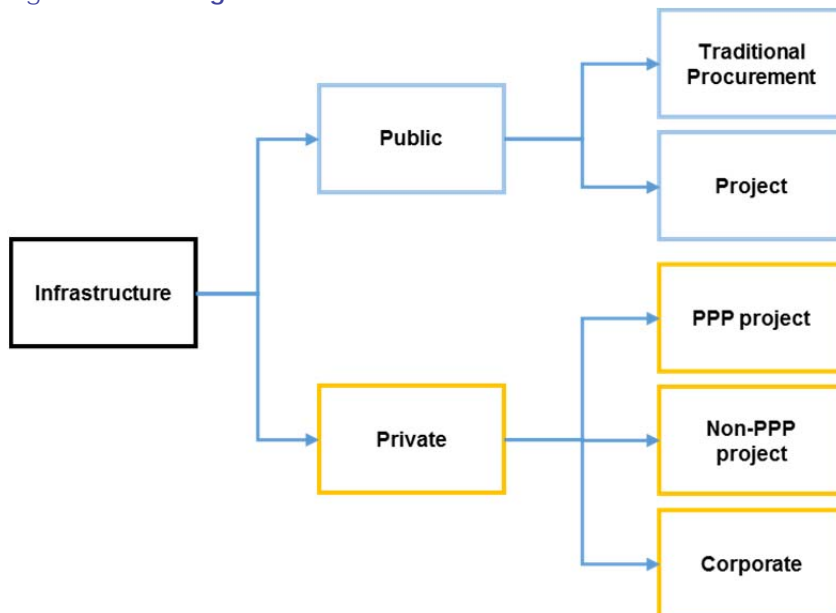 Traditional
Procurement
Public
Project
Infrastructure
PPP project
Private
Non-PPP
project
Corporate